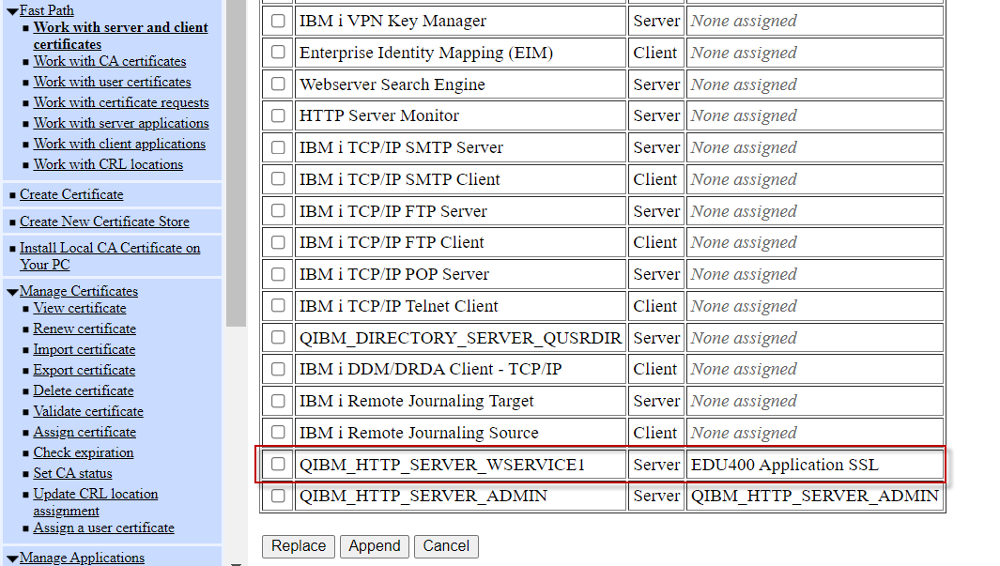 Fast Path
Work with server and client
certificates
Work with CA certificates
Work with user certificates
Work with certificate requests
Work with server applications
Work with client applications
Work with CRL locations
Create Certificate
Create New Certificate Store
Install Local CA Certificate on
Your PC
Manage Certificates
View certificate
Renew certificate
Import certificate
Export certificate
Delete certificate
Validate certificate
Assign certificate
Check expiration
Set CA status
Update CRL location
assignment
Assign a user certificate
Manage Applications
IBM i VPN Key Manager Server None assigned
Enterprise Identity Mapping (EIM) Client None assigned
Webserver Search Engine Server None assigned
HTTP Server Monitor Server None assigned
IBM i TCP/IP SMTP Server Server None assigned
IBM i TCP/IP SMTP Client Client None assigned
IBM i TCP/IP FTP Server Server None assigned
IBM i TCP/IP FTP Client Client None assigned
IBM i TCP/IP POP Server Server None assigned
IBM i TCP/IP Telnet Client Client None assigned
QIBM_DIRECTORY_SERVER_QUSRDIR Server None assigned
IBM i DDM/DRDA Client - TCP/IP Client None assigned
IBM i Remote Journaling Target Server None assigned
IBM i Remote Journaling Source Client None assigned
QIBM_HTTP_SERVER_WSERVICE1 Server EDU400 Application SSL
QIBM_HTTP_SERVER_ADMIN Server QIBM_HTTP_SERVER_ADMIN
Replace Append Cancel